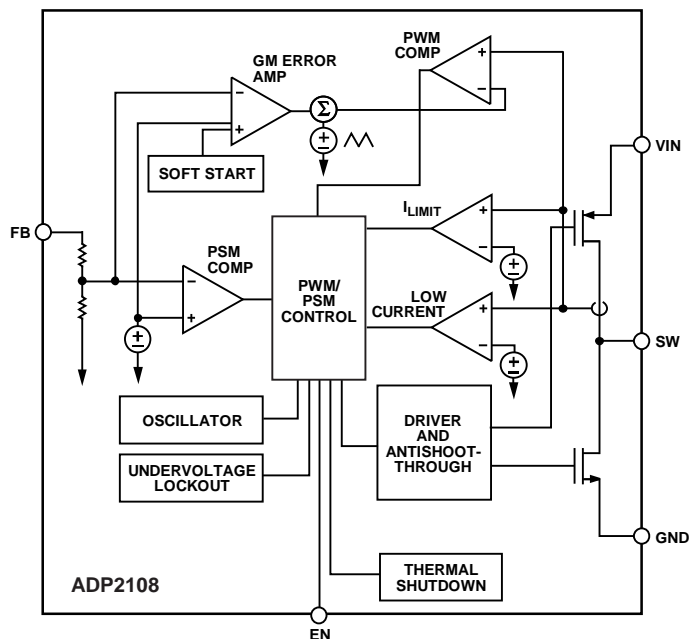 PWM
COMP
GM ERROR
AMP
+
−
−
+
Σ
+
−
VIN
SOFT START
ILIMIT
+
−
+
−
FB
PSM
COMP
−
+
PWM/
PSM
CONTROL
LOW
CURRENT
+
−
+
−
+
−
SW
OSCILLATOR
DRIVER
AND
ANTISHOOT-
THROUGH
UNDERVOLTAGE
LOCKOUT
GND
THERMAL
SHUTDOWN
ADP2108
EN